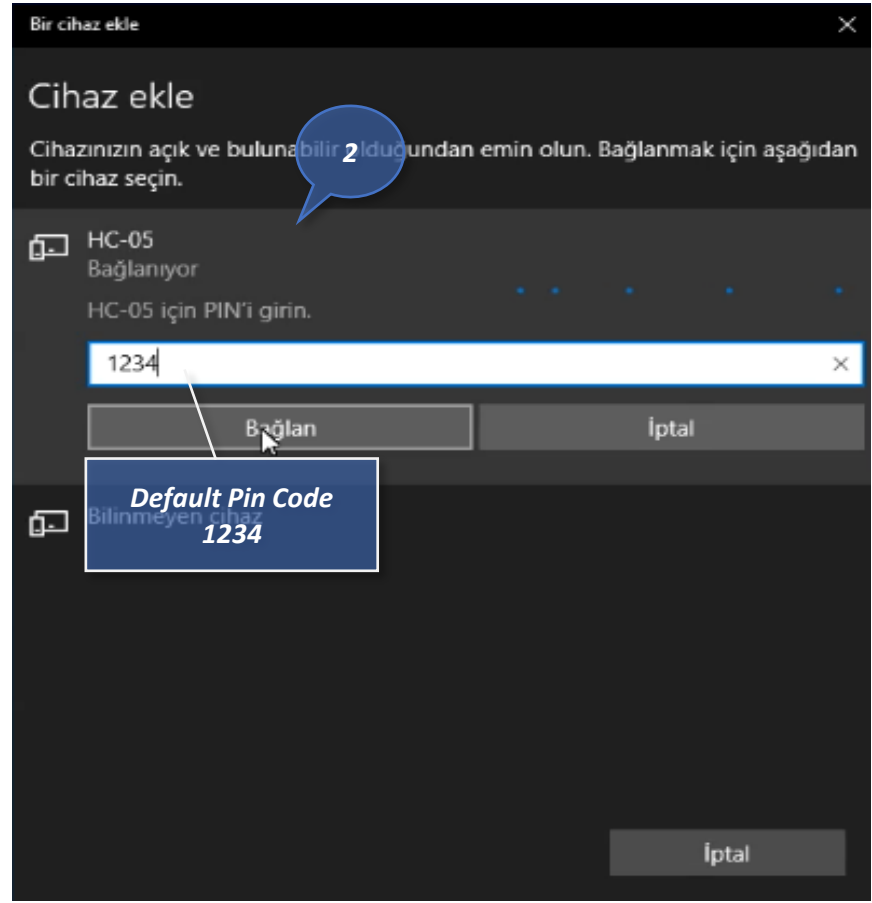 Bir cihaz ekle
Cihaz ekle
Cihazınızın açık ve bulunabilir olduğundan emin olun. Bağlanmak için aşağıdan
bir cihaz seçin.
2
HC-05
Bağlanıyor
HC-05 için PIN'i girin.
1234
Bağlan
İptal
Default Pin Code
1234
Bilinmeyen cihaz
İptal